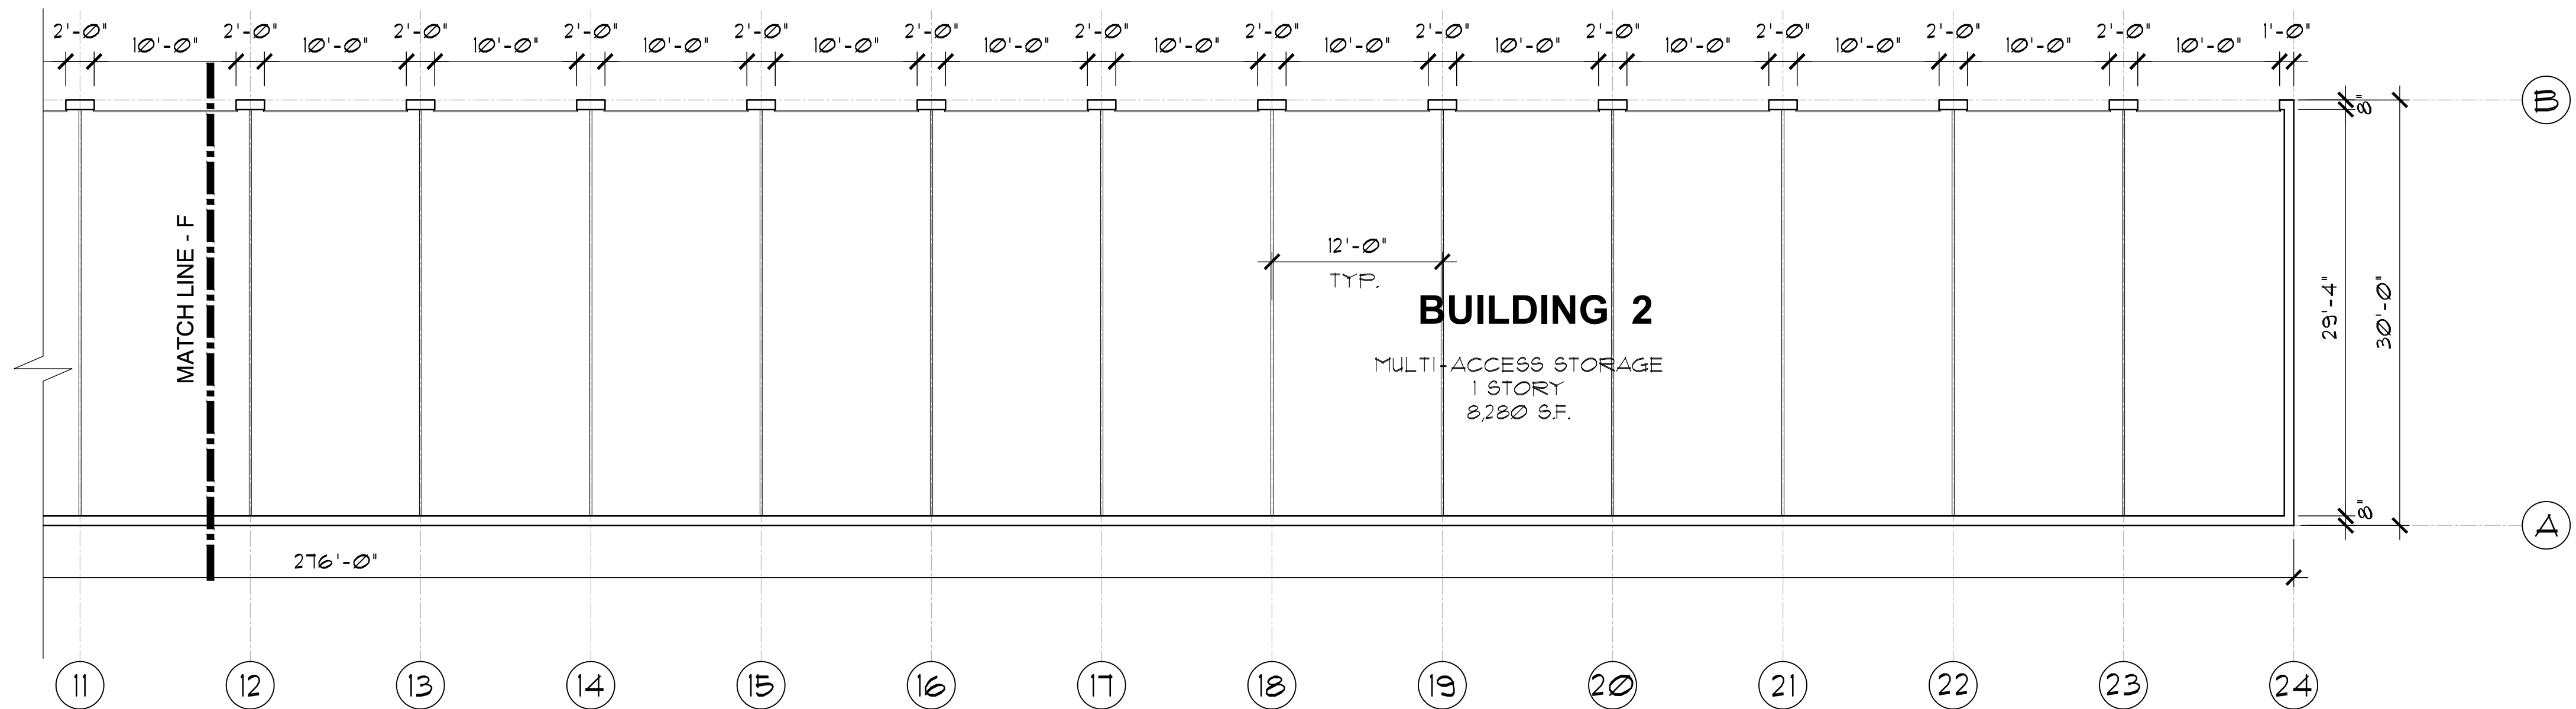 2'-0" 2'-0" 2'-0" 2'-0" 2'-0" 2'-0" 2'-0" 2'-0" 2'-0" 2'-0" 2'-0" 2'-0" 2'-0" 1'-0"
10'-0" 10'-0" 10'-0" 10'-0" 10'-0" 10'-0" 10'-0" 10'-0" 10'-0" 10'-0" 10'-0" 10'-0" 10'-0"
8"
B
MATCH LINE - F
12'-0"
TYP.
BUILDING 2
MULTI-ACCESS STORAGE
1 STORY
8,280 S.F.
29'-4"
30'-0"
8"
A
276'-0"
11 12 13 14 15 16 17 18 19 20 21 22 23 24